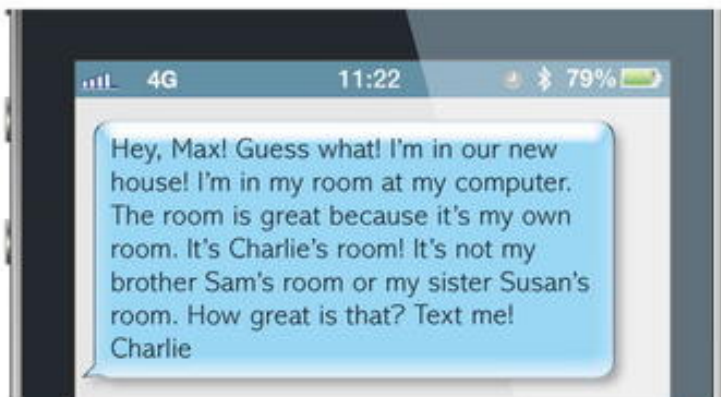 4G 11:22 79%
Hey, Max! Guess what! I'm in our new
house! I'm in my room at my computer.
The room is great because it's my own
room. It's Charlie's room! It's not my
brother Sam's room or my sister Susan's
room. How great is that? Text me!
Charlie